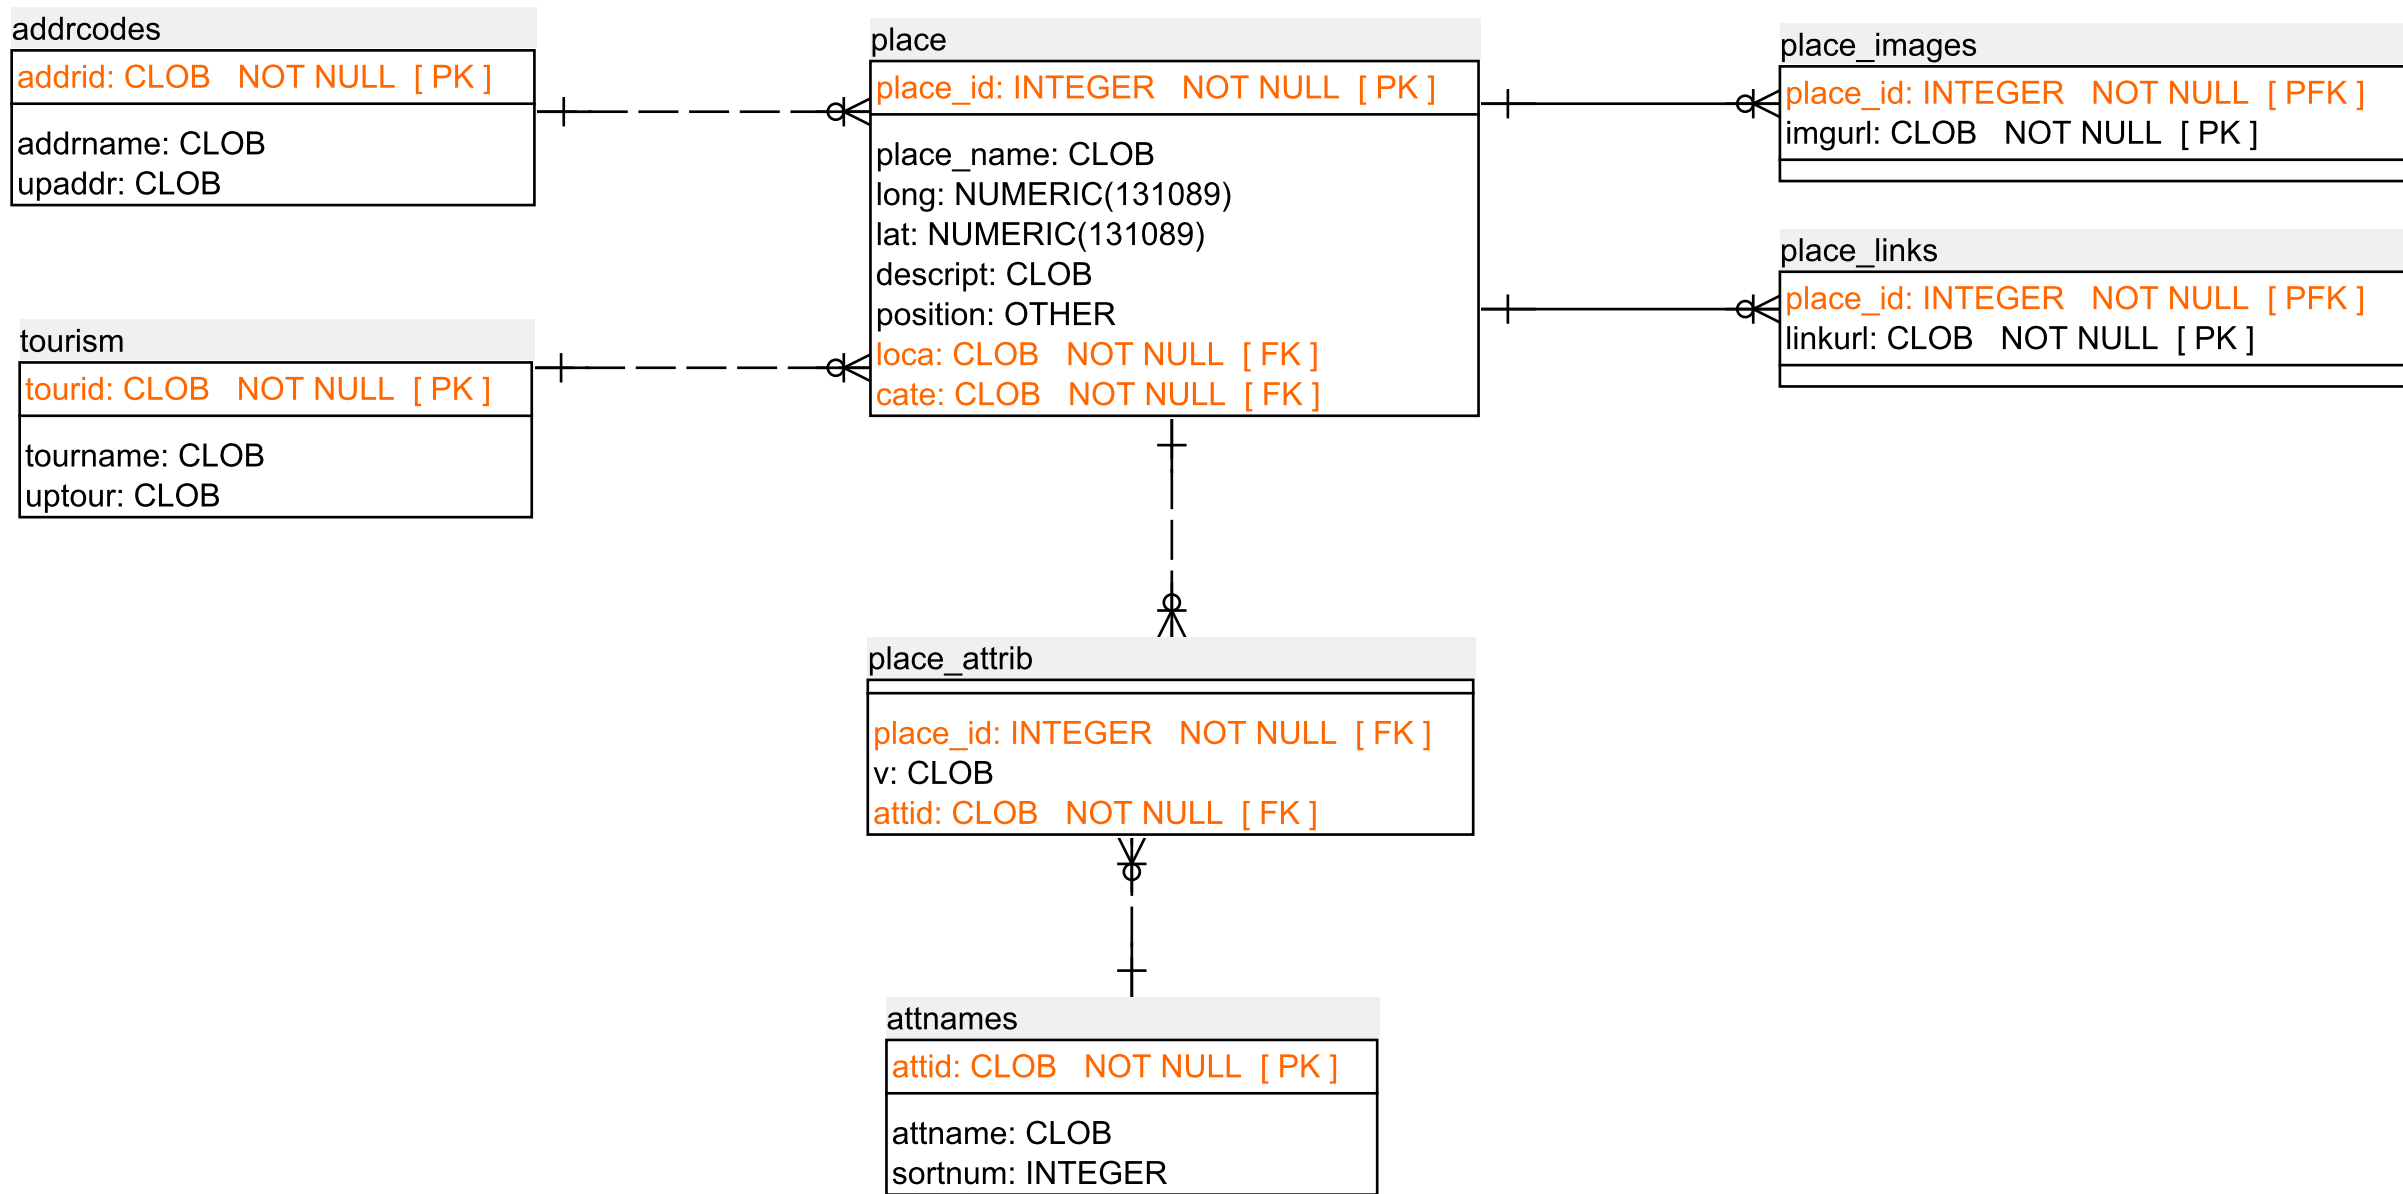 addrcodes
addrid: CLOB   NOT NULL  [ PK ]
addrname: CLOB
upaddr: CLOB
tourism
tourid: CLOB   NOT NULL  [ PK ]
tourname: CLOB
uptour: CLOB
place
place_id: INTEGER   NOT NULL  [ PK ]
place_name: CLOB
long: NUMERIC(131089)
lat: NUMERIC(131089)
descript: CLOB
position: OTHER
loca: CLOB   NOT NULL  [ FK ]
cate: CLOB   NOT NULL  [ FK ]
place_images
place_id: INTEGER   NOT NULL  [ PFK ]
imgurl: CLOB   NOT NULL  [ PK ]
place_links
place_id: INTEGER   NOT NULL  [ PFK ]
linkurl: CLOB   NOT NULL  [ PK ]
place_attrib
place_id: INTEGER   NOT NULL  [ FK ]
v: CLOB
attid: CLOB   NOT NULL  [ FK ]
attnames
attid: CLOB   NOT NULL  [ PK ]
attname: CLOB
sortnum: INTEGER